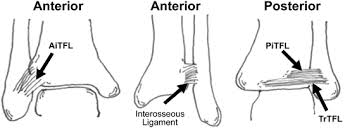 Anterior
AiTFL
Anterior
Interosseous
Ligament
Posterior
PiTFL
TrTFL